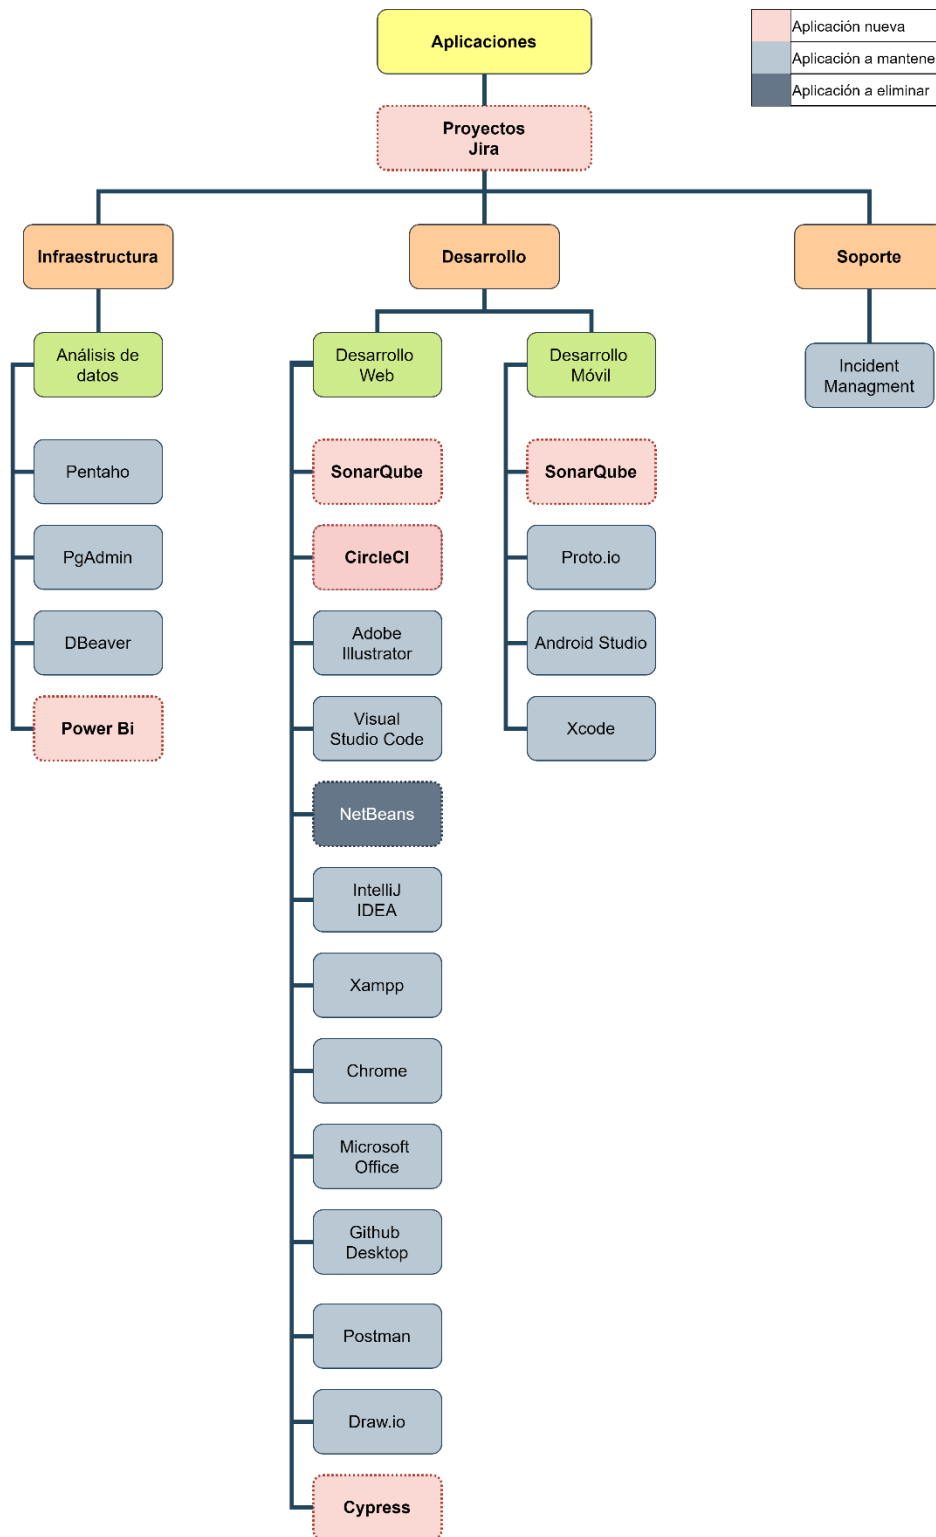 Aplicaciones
Aplicación nueva
Aplicación a mantene
Aplicación a eliminar
Proyectos
Jira
Infraestructura
Desarrollo
Soporte
Análisis de
datos
Desarrollo
Web
Desarrollo
Móvil
Incident
Managment
Pentaho
PgAdmin
DBeaver
Power Bi
SonarQube
CircleCI
Adobe
Illustrator
Visual
Studio Code
NetBeans
IntelliJ
IDEA
Xampp
Chrome
Microsoft
Office
Github
Desktop
Postman
Draw.io
Cypress
SonarQube
Proto.io
Android Studio
Xcode